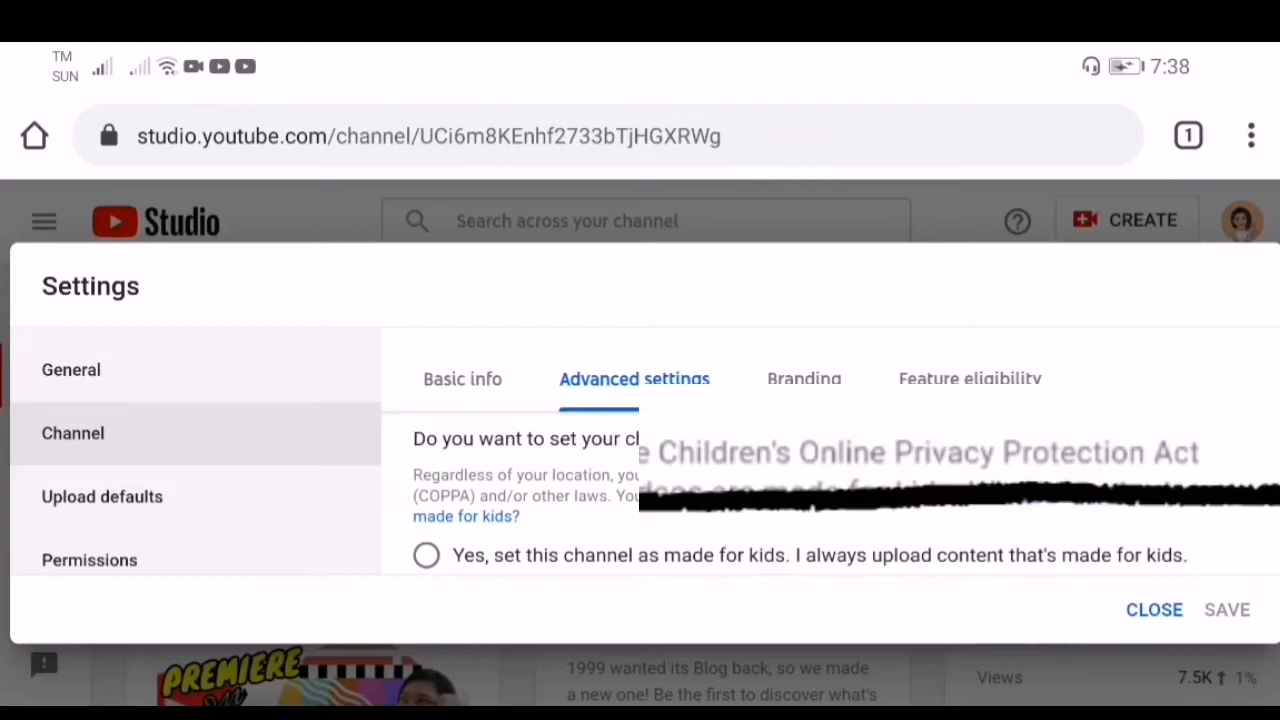 TM
SUN
7:38
studio.youtube.com/channel/UCi6m8KEnhf2733bTjHGXRWg
1
Studio
Search across your channel
CREATE
Settings
General
Channel
Upload defaults
Permissions
Basic info
Advanced settings
Branding
Feature eligibility
Do you want to set your
Regardless of your location,
(COPPA) and/or other laws.
made for kids?
Children's Online Privacy Protection Act
Yes, set this channel as made for kids. I always upload content that's made for kids.
CLOSE
SAVE
PREMIERE
1999 wanted its Blog back, so we made
a new one! Be the first to discover what's
Views
7.5K
1%